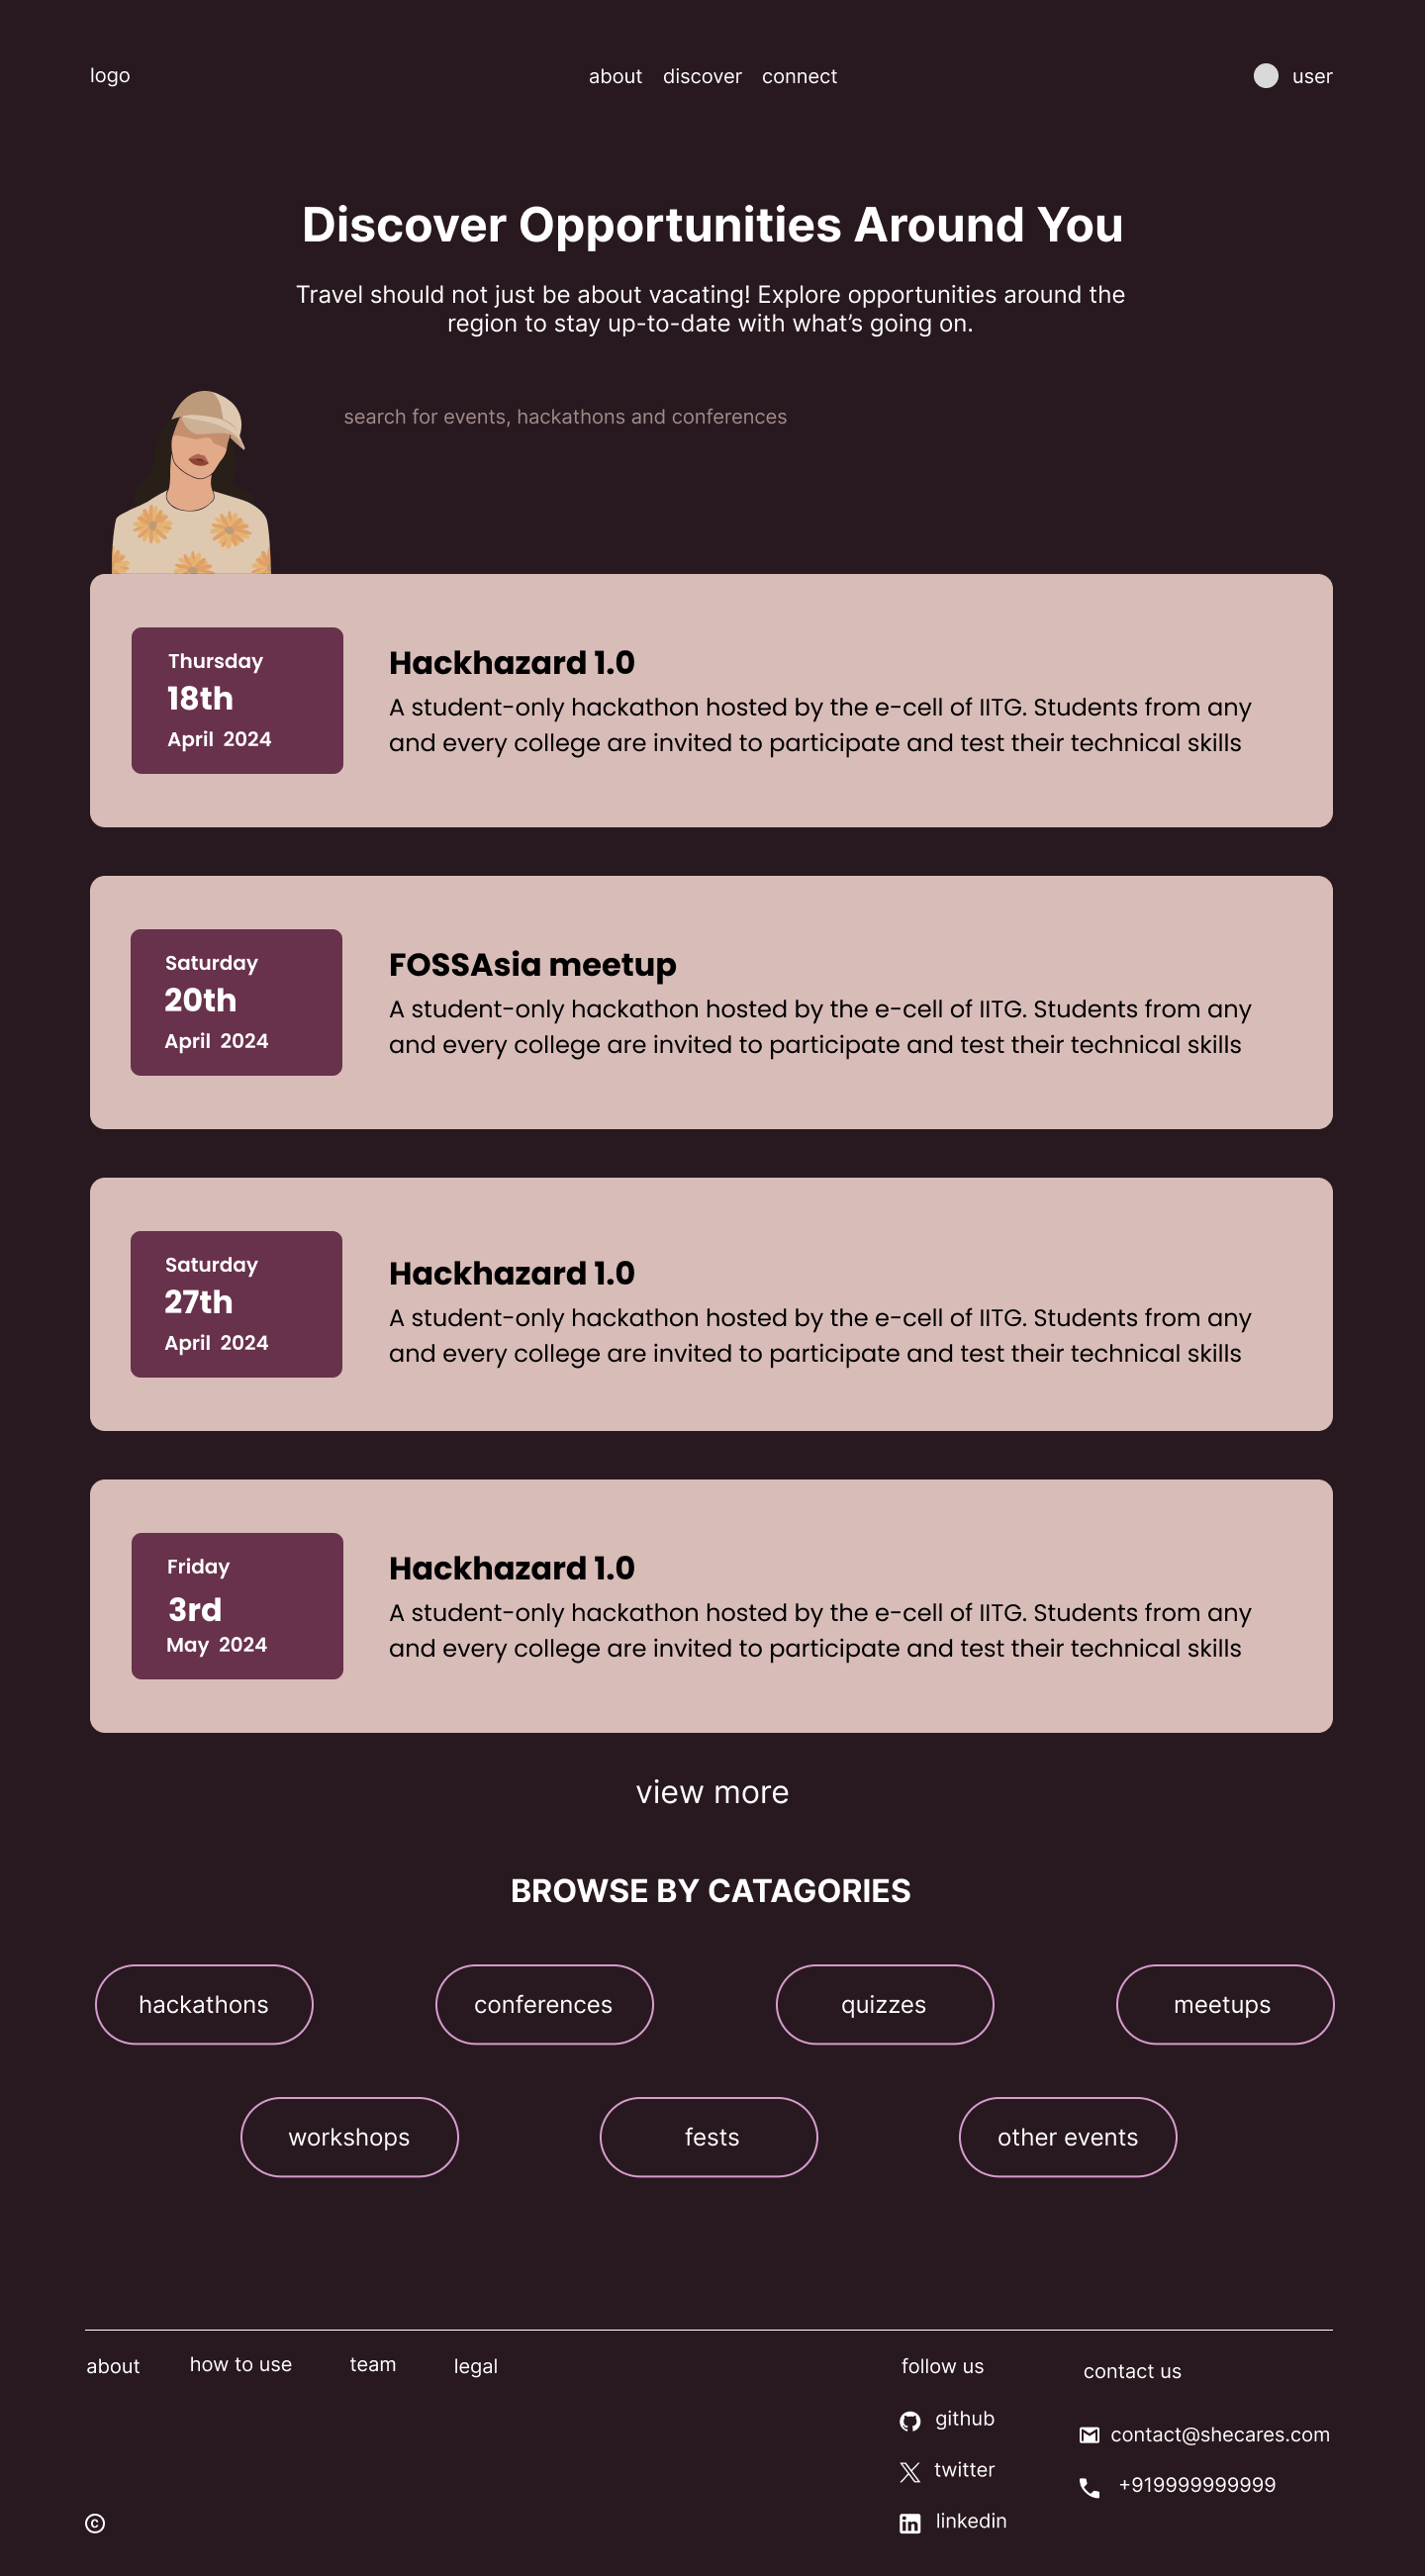 logo
about discover connect
user
Discover Opportunities Around You
Travel should not just be about vacating! Explore opportunities around the
region to stay up-to-date with what’s going on.
search for events, hackathons and conferences
Thursday
18th
April 2024
Hackhazard 1.0
A student-only hackathon hosted by the e-cell of IITG. Students from any
and every college are invited to participate and test their technical skills
Saturday
20th
April 2024
FOSSAsia meetup
A student-only hackathon hosted by the e-cell of IITG. Students from any
and every college are invited to participate and test their technical skills
Saturday
27th
April 2024
Hackhazard 1.0
A student-only hackathon hosted by the e-cell of IITG. Students from any
and every college are invited to participate and test their technical skills
Friday
3rd
May 2024
Hackhazard 1.0
A student-only hackathon hosted by the e-cell of IITG. Students from any
and every college are invited to participate and test their technical skills
view more
BROWSE BY CATAGORIES
hackathons
conferences
quizzes
meetups
workshops
fests
other events
about
how to use
team
legal
follow us
github
twitter
linkedin
contact us
contact@shecares.com
+919999999999
©